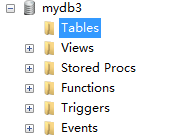 mydb3
Tables
Views
Stored Procs
Functions
Triggers
Events